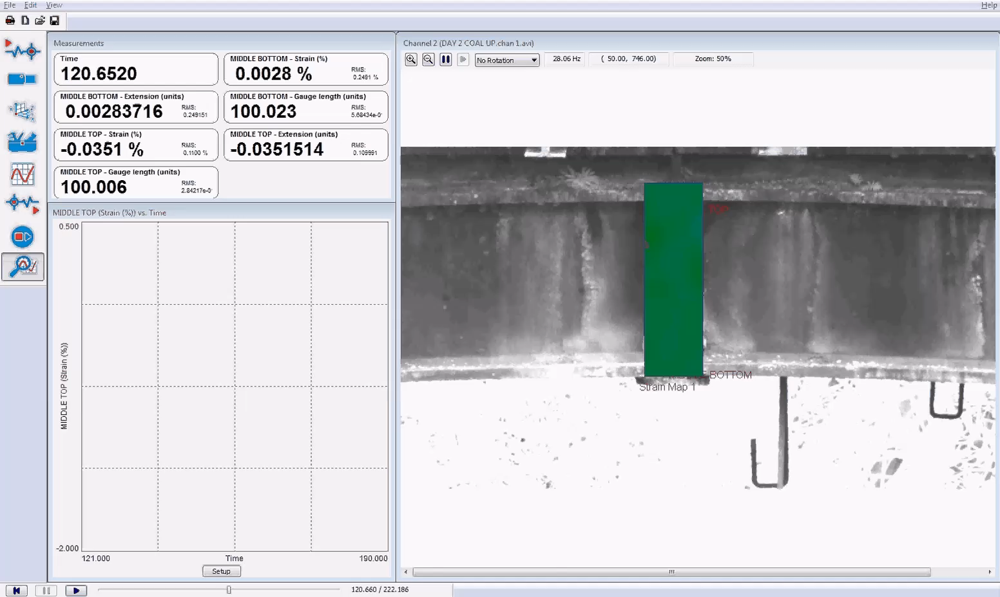 File Edit View Help
Measurements
Time
120.6520
MIDDLE BOTTOM - Strain (%)
0.0028 %
RMS:
0.2491 %
MIDDLE BOTTOM - Extension (units)
0.00283716
RMS:
0.249151
MIDDLE BOTTOM - Gauge length (units)
100.023
RMS:
5.68434e-0
MIDDLE TOP - Strain (%)
-0.0351 %
RMS:
0.1100 %
MIDDLE TOP - Extension (units)
-0.0351514
RMS:
0.109991
MIDDLE TOP - Gauge length (units)
100.006
RMS:
2.84217e-0
MIDDLE TOP (Strain (%)) vs. Time
0.500
MIDDLE TOP (Strain (%))
-2.000
121.000 Time 190.000
Setup
120.660 / 222.186
Channel 2 (DAY 2 COAL UP.chan 1.avi)
No Rotation 28.06 Hz ( 50.00, 746.00) Zoom: 50%
TOP
BOTTOM
Strain Map 1